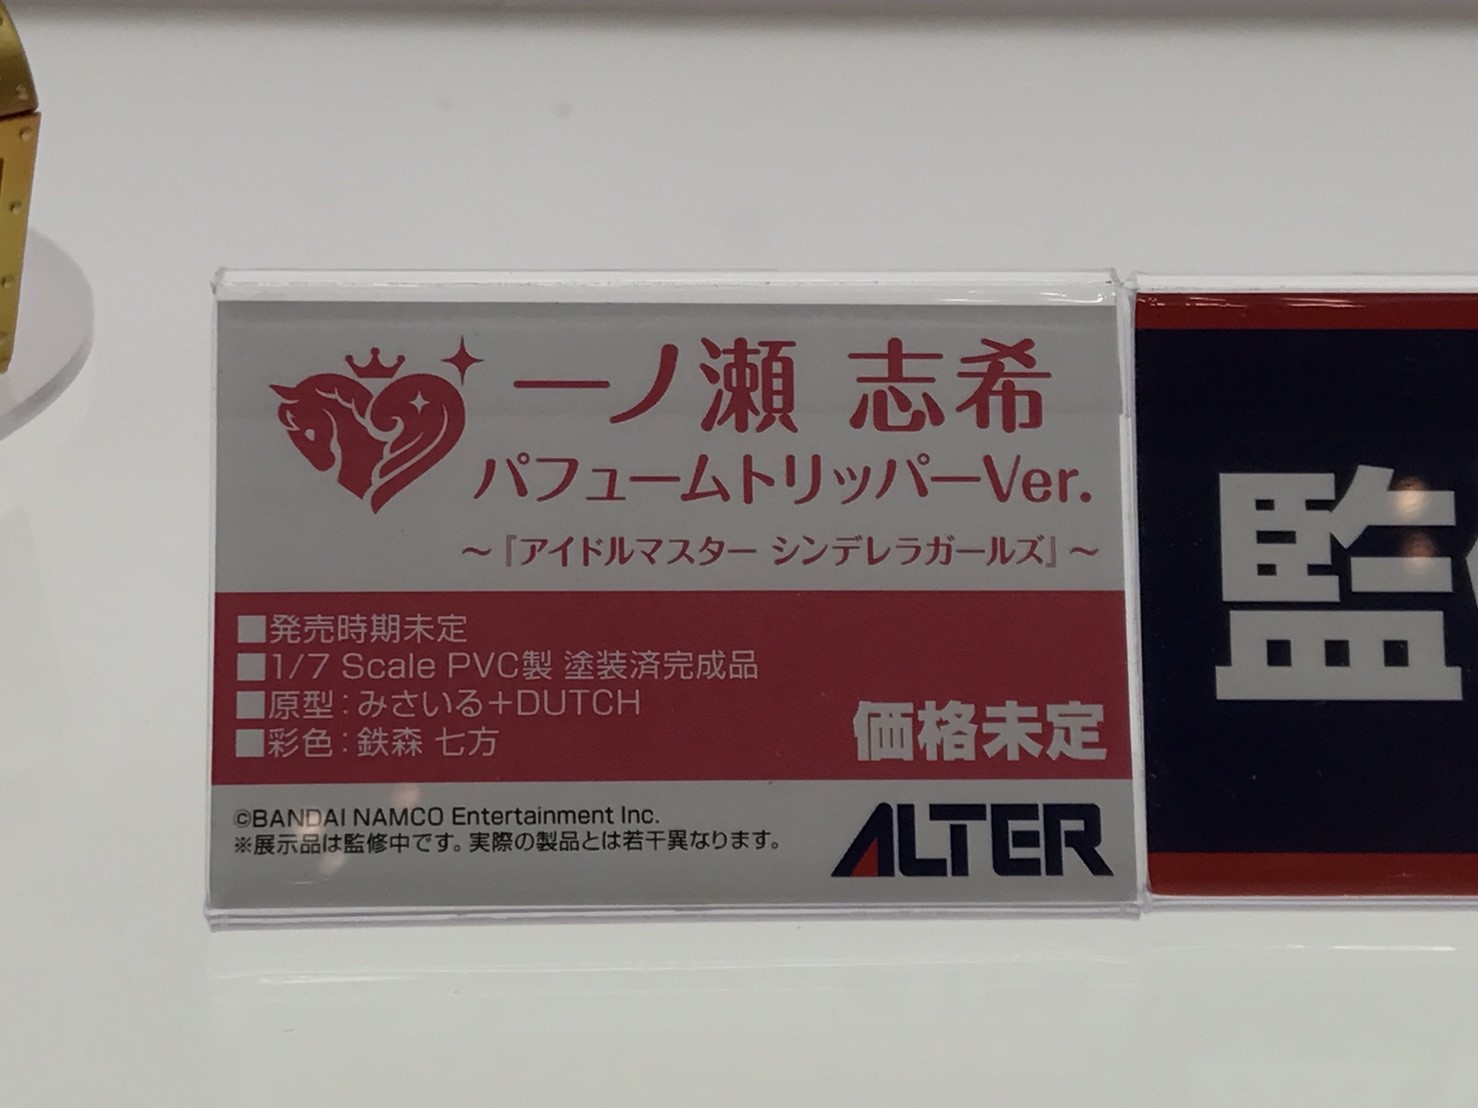 一ノ瀬 志希
パフュームトリッパーVer.
～『アイドルマスター シンデレラガールズ』～
■発売時期未定
■1/7 Scale PVC製 塗装済完成品
■原型：みさいる+DUTCH
■彩色：鉄森 七方
価格未定
©BANDAI NAMCO Entertainment Inc.
※展示品は監修中です。実際の製品とは若干異なります。
ALTER
監